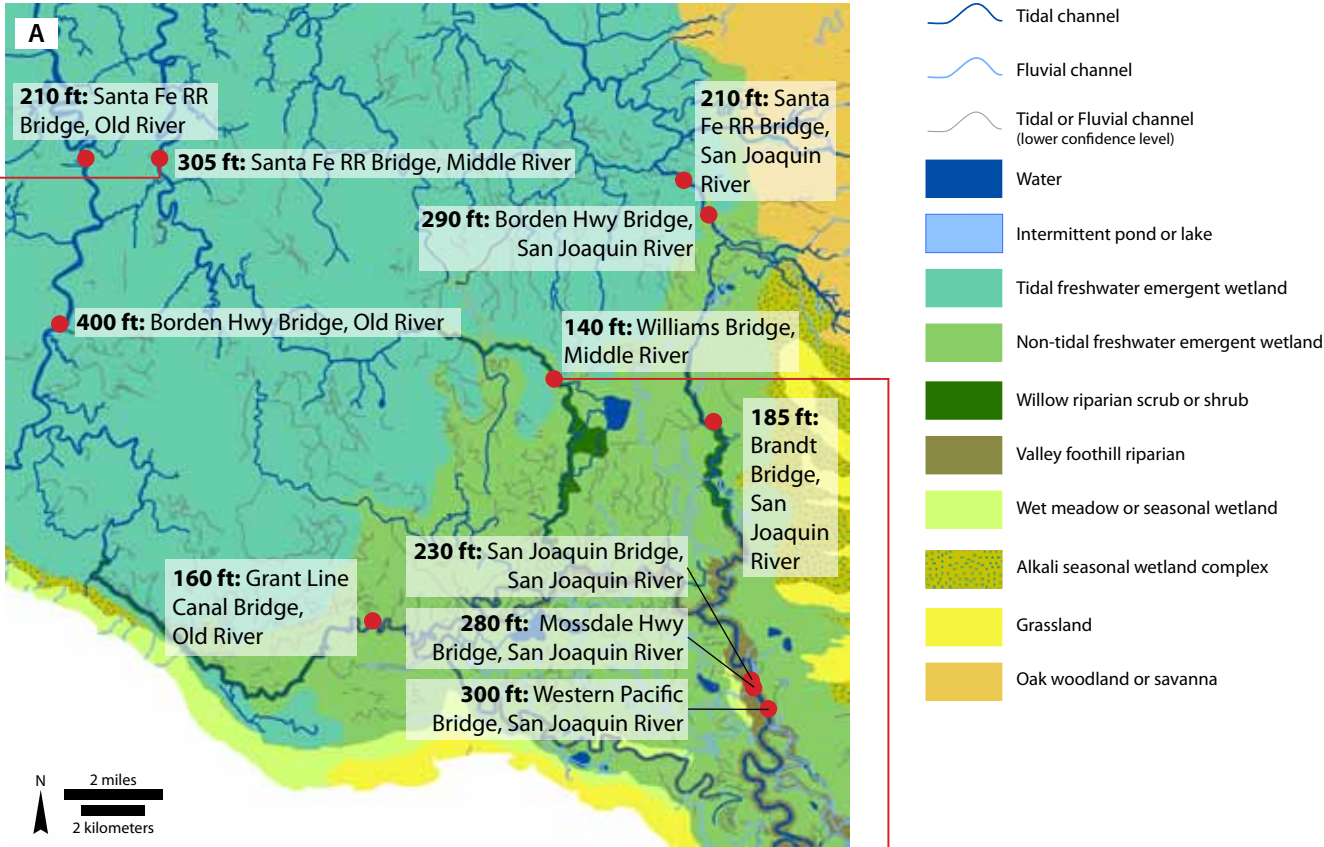 A
210 ft: Santa Fe RR
Bridge, Old River
305 ft: Santa Fe RR Bridge, Middle River
210 ft: Santa
Fe RR Bridge,
San Joaquin
River
290 ft: Borden Hwy Bridge,
San Joaquin River
400 ft: Borden Hwy Bridge, Old River
140 ft: Williams Bridge,
Middle River
185 ft:
Brandt
Bridge,
San
Joaquin
River
230 ft: San Joaquin Bridge,
San Joaquin River
160 ft: Grant Line
Canal Bridge,
Old River
280 ft: Mossdale Hwy
Bridge, San Joaquin River
300 ft: Western Pacific
Bridge, San Joaquin River
N
2 miles
2 kilometers
Tidal channel
Fluvial channel
Tidal or Fluvial channel
(lower confidence level)
Water
Intermittent pond or lake
Tidal freshwater emergent wetland
Non-tidal freshwater emergent wetland
Willow riparian scrub or shrub
Valley foothill riparian
Wet meadow or seasonal wetland
Alkali seasonal wetland complex
Grassland
Oak woodland or savanna